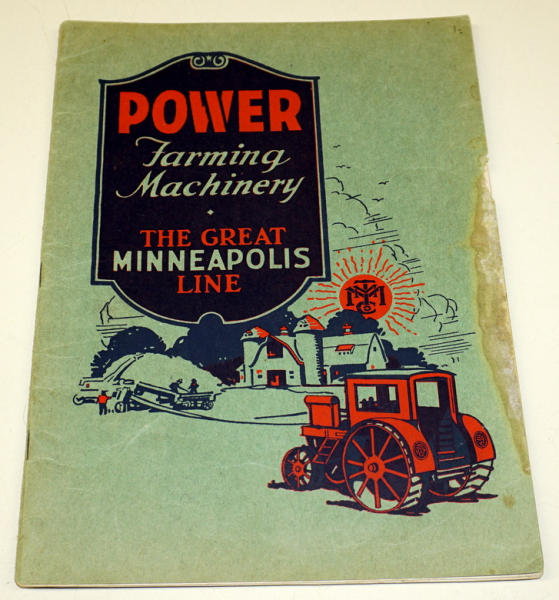 POWER
Farming
Machinery
THE GREAT
MINNEAPOLIS
LINE